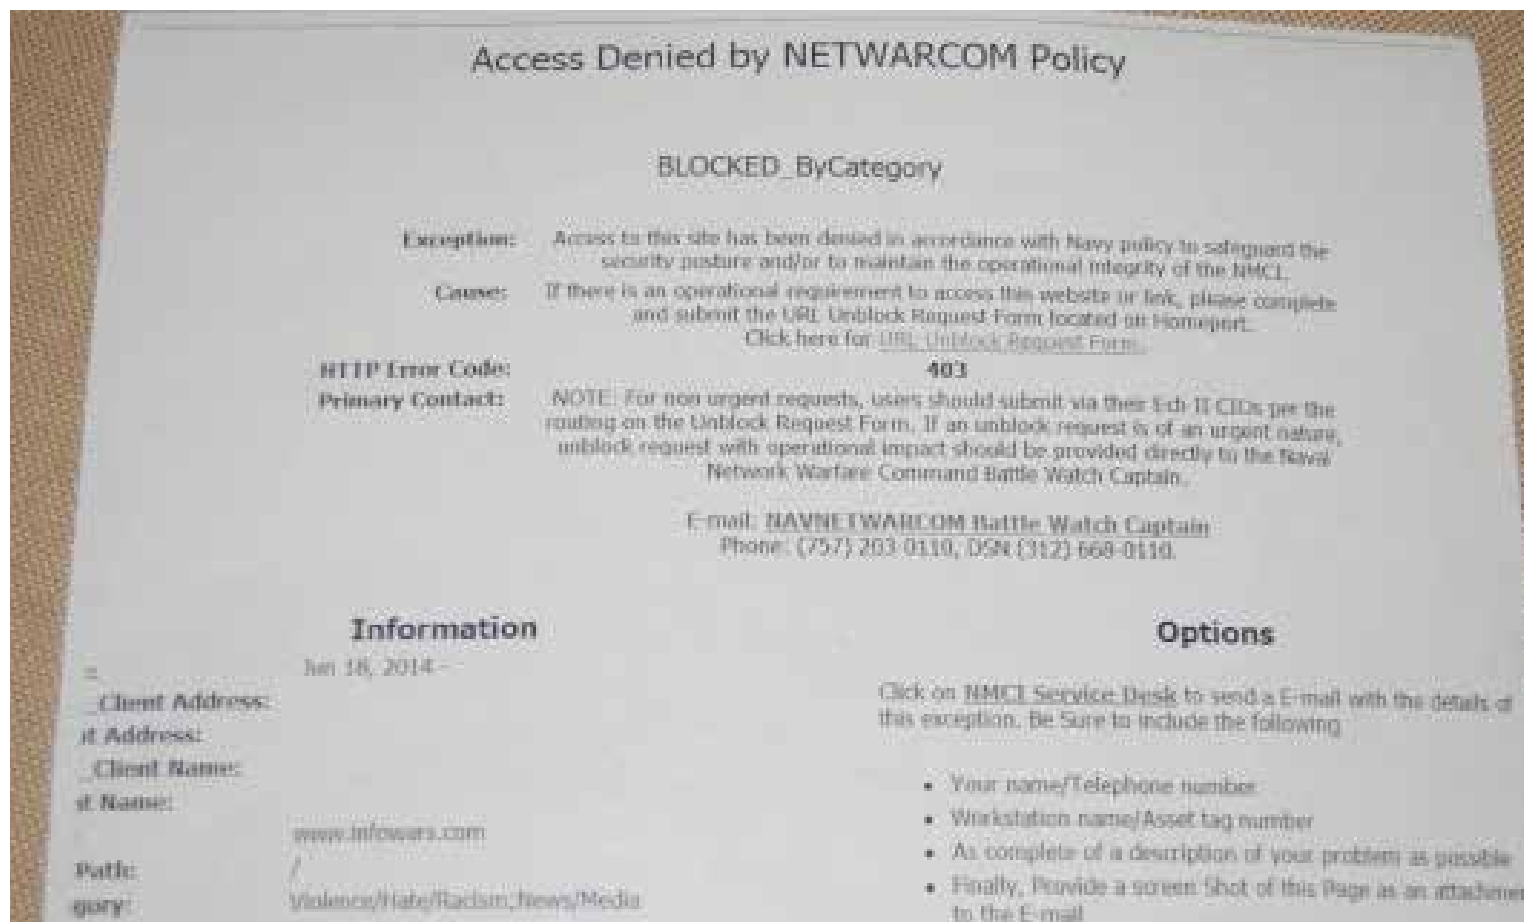 Access Denied by NETWARCOM Policy
BLOCKED_ByCategory
Exception: Access to this site has been denied in accordance with Navy policy to safeguard the
security posture and/or to maintain the operational integrity of the NMCI.
Cause: If there is an operational requirement to access this website or link, please complete
and submit the URL Unblock Request Form located on Homeport.
Click here for URL Unblock Request Form.
HTTP Error Code: 403
Primary Contact: NOTE: For non urgent requests, users should submit via their Ech II CIOs per the
routing on the Unblock Request Form. If an unblock request is of an urgent nature,
unblock request with operational impact should be provided directly to the Naval
Network Warfare Command Battle Watch Captain.
E-mail: NAVNETWARCOM Battle Watch Captain
Phone: (757) 203-0110, DSN (312) 668-0110.
Information
Jun 18, 2014 -
_Client Address:
it Address:
_Client Name:
it Name:
www.infowars.com
Path: /
gory: Violence/Hate/Racism;News/Media
Options
Click on NMCI Service Desk to send a E-mail with the details of
this exception. Be Sure to include the following
• Your name/Telephone number
• Workstation name/Asset tag number
• As complete of a description of your problem as possible
• Finally, Provide a screen Shot of this Page as an attachmen
to the E-mail